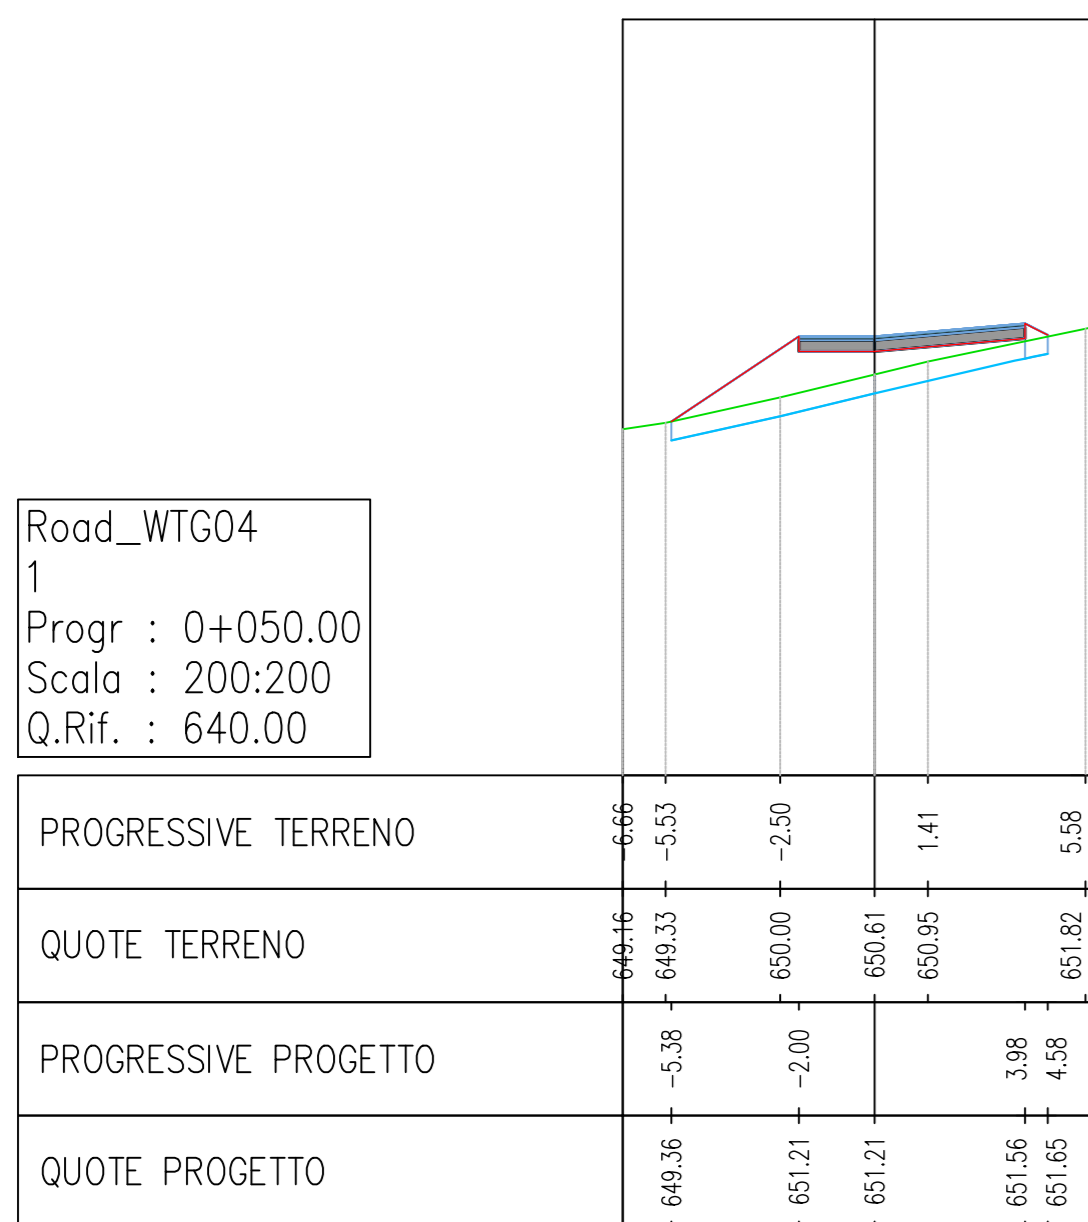 Road_WTG04
1
Progr : 0+050.00
Scala : 200:200
Q.Rif. : 640.00
PROGRESSIVE TERRENO -6.66 -5.53 -2.50 1.41 5.58
QUOTE TERRENO 649.16 649.33 650.00 650.61 650.95 651.82
PROGRESSIVE PROGETTO -5.38 -2.00 3.98 4.58
QUOTE PROGETTO 649.36 651.21 651.21 651.56 651.65